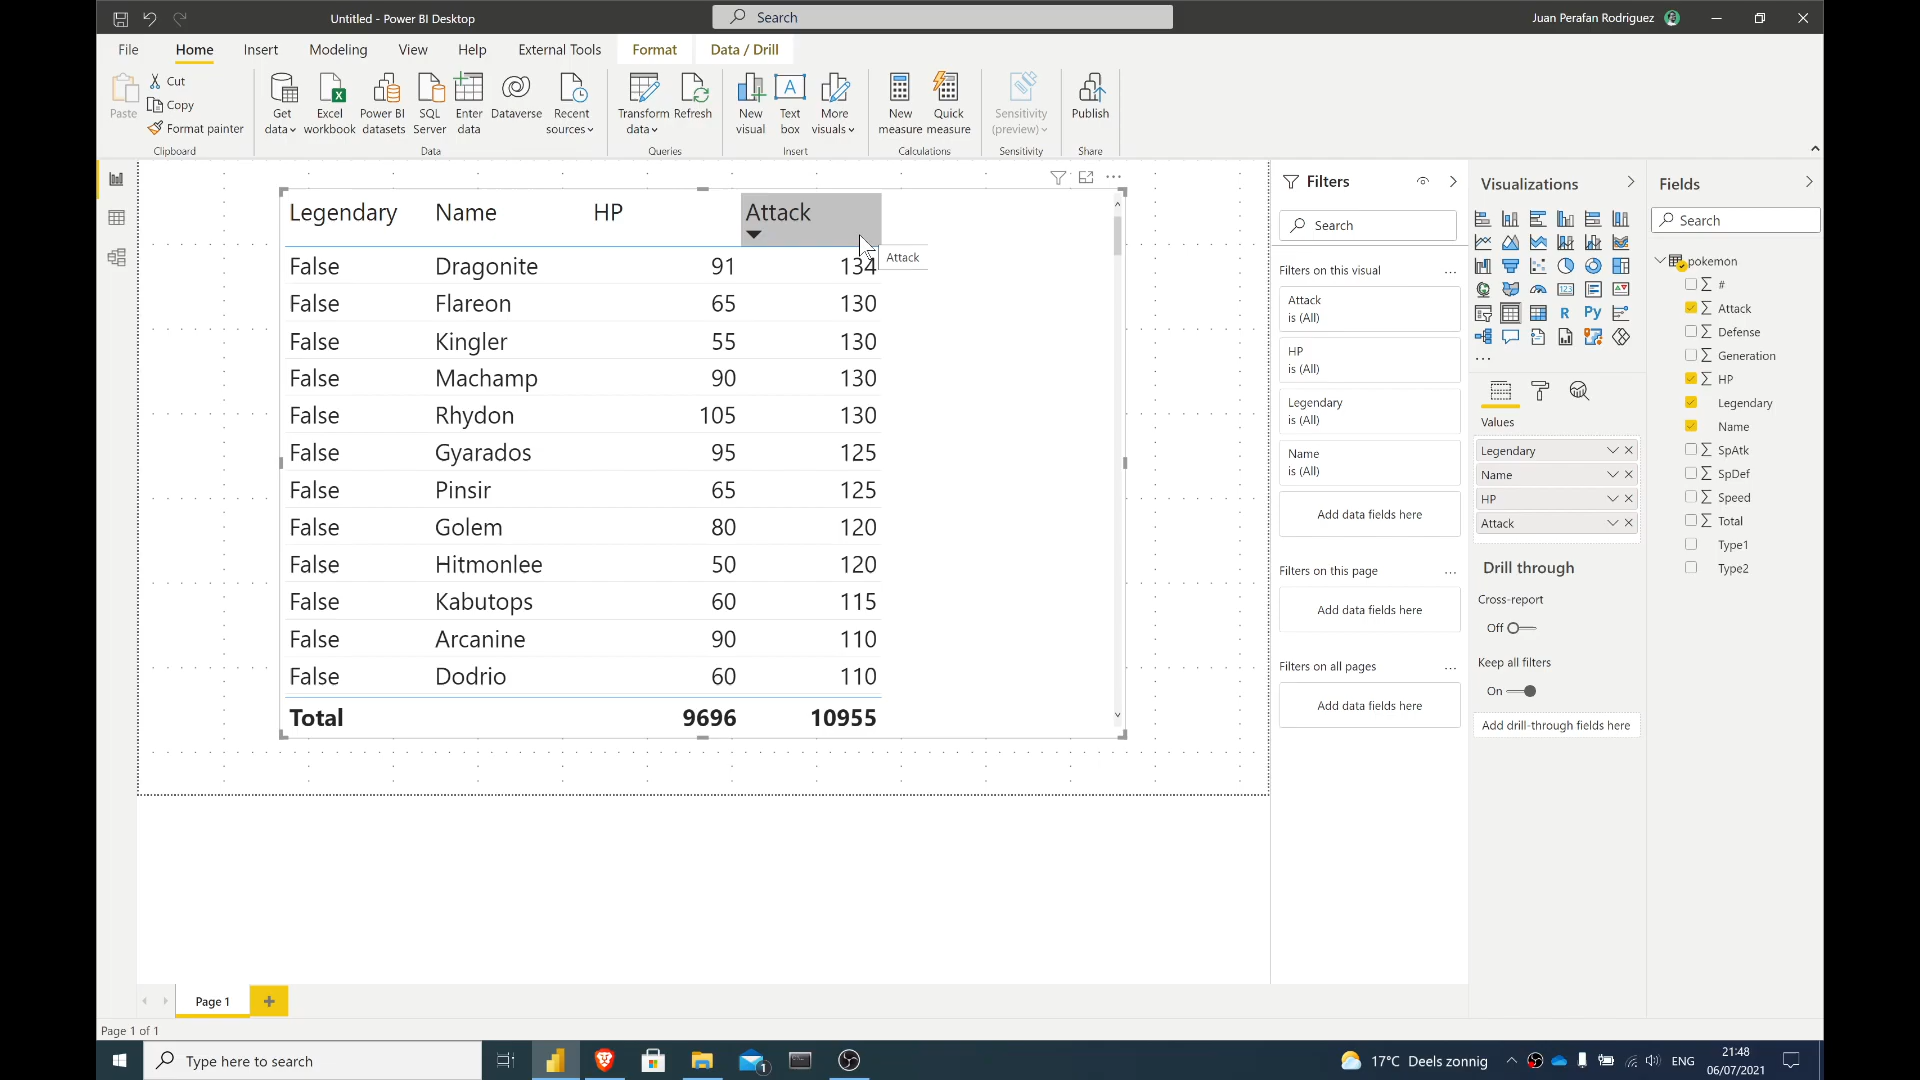 Untitled - Power BI Desktop
Search
Juan Perafan Rodriguez
File Home Insert Modeling View Help External Tools Format Data / Drill
Paste
Cut
Copy
Format painter
Clipboard
Get data
Excel workbook
Power BI datasets
SQL Server
Enter data
Dataverse
Recent sources
Data
Transform data
Refresh
Queries
New visual
Text box
More visuals
Insert
New measure
Quick measure
Calculations
Sensitivity (preview)
Sensitivity
Publish
Share
Legendary Name HP Attack
Attack
False Dragonite 91 134
False Flareon 65 130
False Kingler 55 130
False Machamp 90 130
False Rhydon 105 130
False Gyarados 95 125
False Pinsir 65 125
False Golem 80 120
False Hitmonlee 50 120
False Kabutops 60 115
False Arcanine 90 110
False Dodrio 60 110
Total 9696 10955
Filters
Search
Filters on this visual ...
Attack
is (All)
HP
is (All)
Legendary
is (All)
Name
is (All)
Add data fields here
Filters on this page ...
Add data fields here
Filters on all pages ...
Add data fields here
Visualizations
123
R
Py
Values
Legendary
Name
HP
Attack
Drill through
Cross-report
Off
Keep all filters
On
Add drill-through fields here
Fields
Search
pokemon
Σ #
Σ Attack
Σ Defense
Σ Generation
Σ HP
Legendary
Name
Σ SpAtk
Σ SpDef
Σ Speed
Σ Total
Type1
Type2
Page 1
Page 1 of 1
Type here to search
1
17°C Deels zonnig
ENG
21:48
06/07/2021